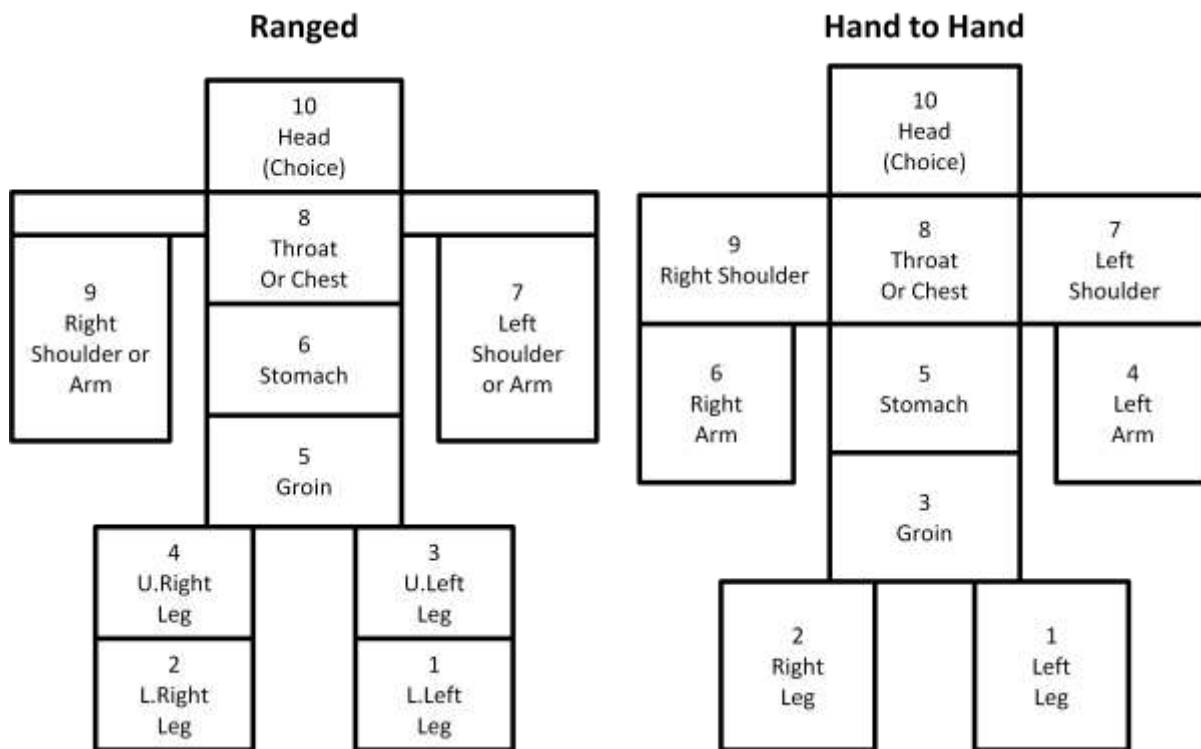 Ranged
10
Head
(Choice)
8
Throat
Or Chest
9
Right
Shoulder or
Arm
7
Left
Shoulder
or Arm
6
Stomach
5
Groin
4
U.Right
Leg
3
U.Left
Leg
2
L.Right
Leg
1
L.Left
Leg
Hand to Hand
10
Head
(Choice)
9
Right Shoulder
8
Throat
Or Chest
7
Left
Shoulder
6
Right
Arm
5
Stomach
4
Left
Arm
3
Groin
2
Right
Leg
1
Left
Leg